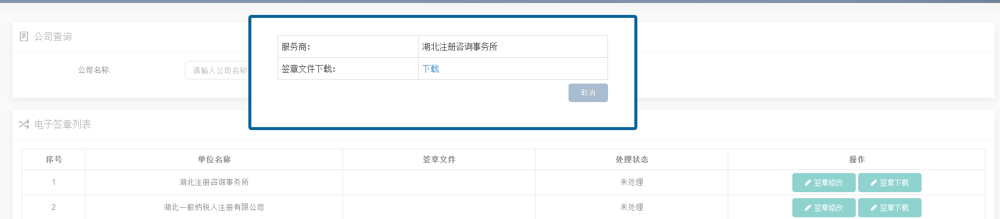 公司查询
公司名称: 请输入公司名称
服务商: 湖北注册咨询事务所
签章文件下载: 下载
取消
电子签章列表
序号 单位名称 签章文件 处理状态 操作
1 湖北注册咨询事务所 未处理 签章修改 签章下载
2 湖北一般纳税人注册有限公司 未处理 签章修改 签章下载